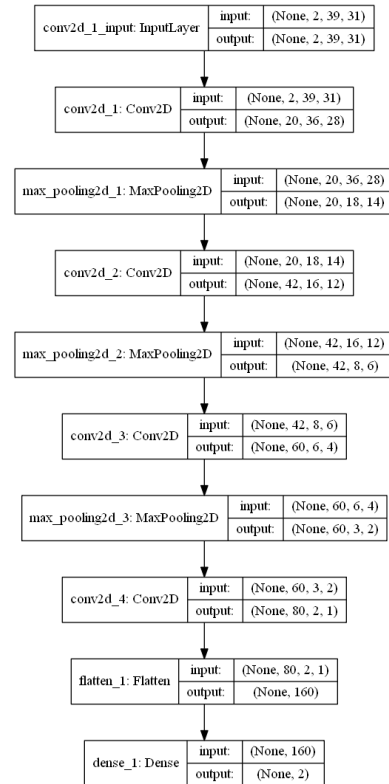 conv2d_1_input: InputLayer
input: (None, 2, 39, 31)
output: (None, 2, 39, 31)
conv2d_1: Conv2D
input: (None, 2, 39, 31)
output: (None, 20, 36, 28)
max_pooling2d_1: MaxPooling2D
input: (None, 20, 36, 28)
output: (None, 20, 18, 14)
conv2d_2: Conv2D
input: (None, 20, 18, 14)
output: (None, 42, 16, 12)
max_pooling2d_2: MaxPooling2D
input: (None, 42, 16, 12)
output: (None, 42, 8, 6)
conv2d_3: Conv2D
input: (None, 42, 8, 6)
output: (None, 60, 6, 4)
max_pooling2d_3: MaxPooling2D
input: (None, 60, 6, 4)
output: (None, 60, 3, 2)
conv2d_4: Conv2D
input: (None, 60, 3, 2)
output: (None, 80, 2, 1)
flatten_1: Flatten
input: (None, 80, 2, 1)
output: (None, 160)
dense_1: Dense
input: (None, 160)
output: (None, 2)